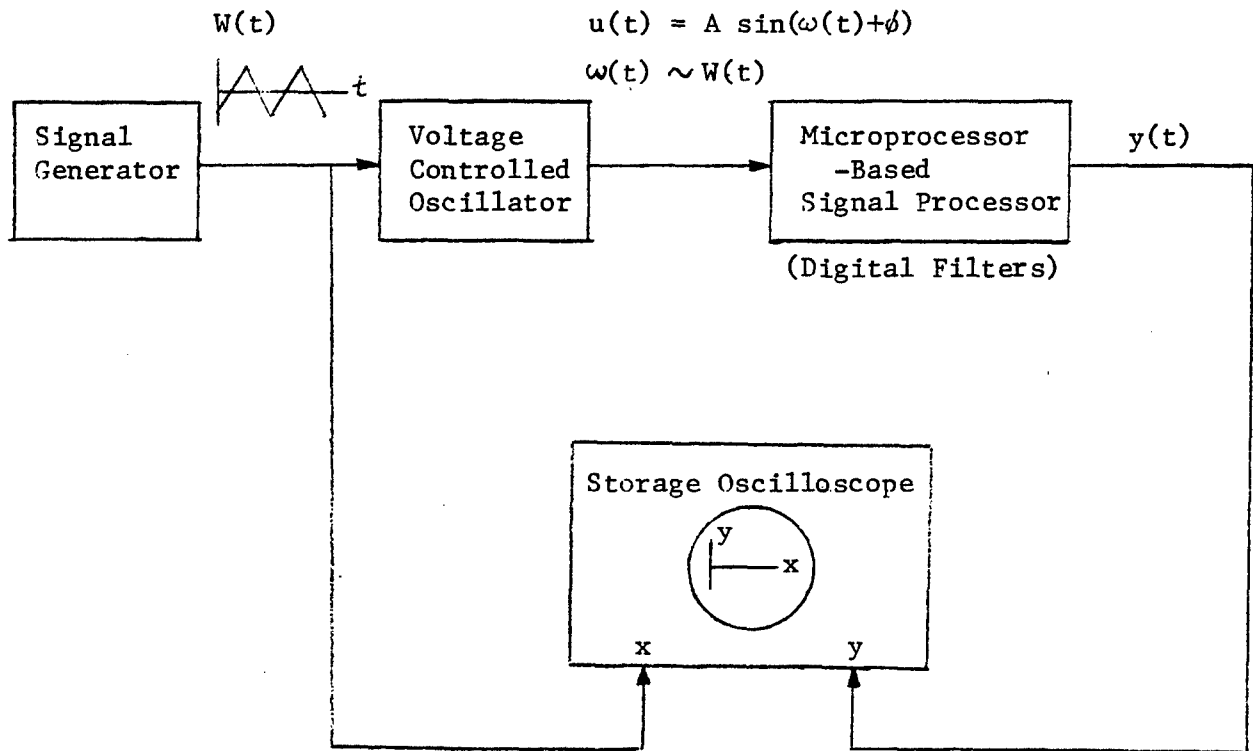 W(t)
u(t) = A sin(ω(t)+ϕ)
ω(t) ~ W(t)
t
Signal
Generator
Voltage
Controlled
Oscillator
Microprocessor
-Based
Signal Processor
y(t)
(Digital Filters)
Storage Oscilloscope
y
x
x
y